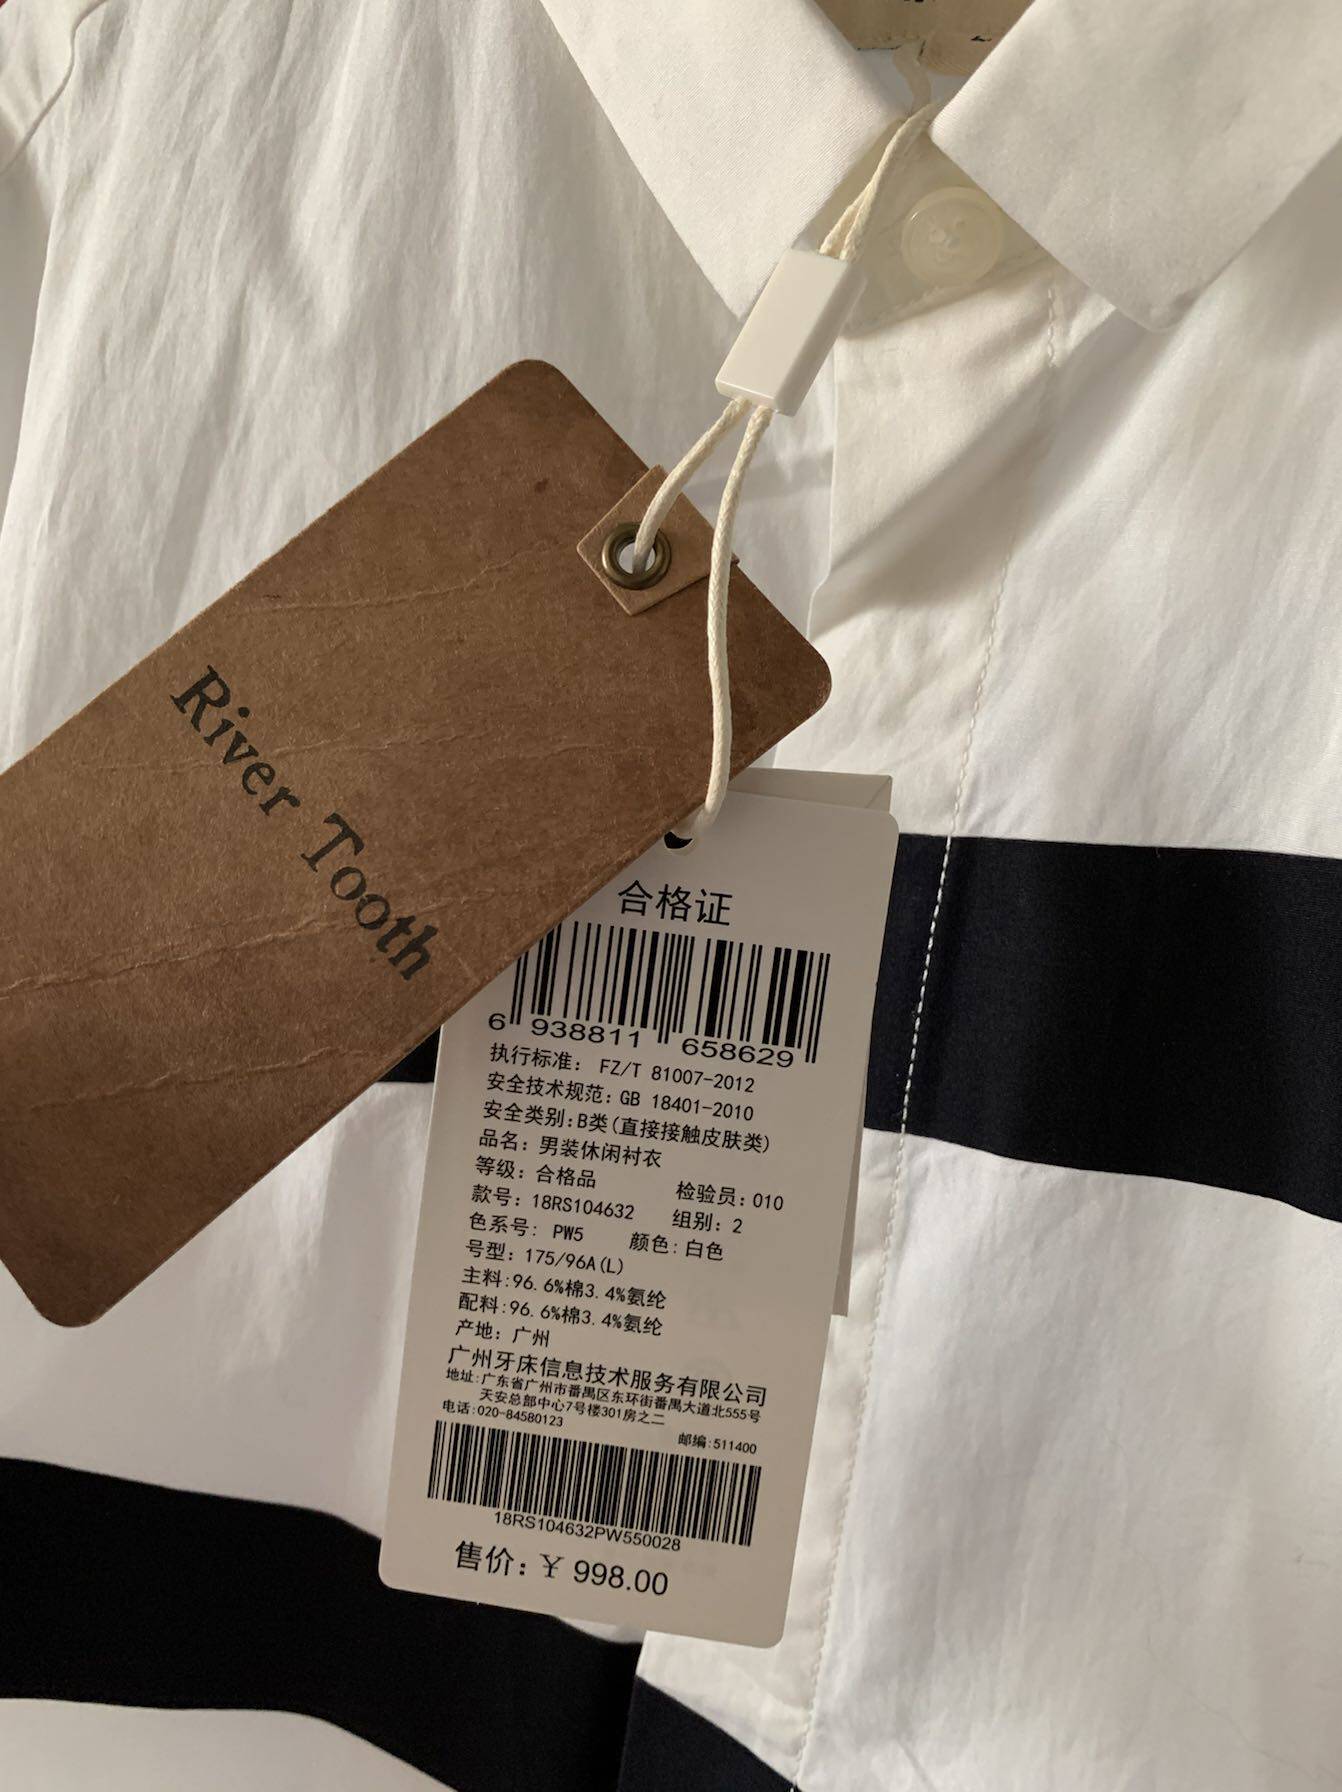 River Tooth
合格证
6 938811 658629
执行标准: FZ/T 81007-2012
安全技术规范: GB 18401-2010
安全类别:B类(直接接触皮肤类)
品名: 男装休闲衬衣
等级: 合格品 检验员: 010
款号: 18RS104632 组别: 2
色系号: PW5 颜色: 白色
号型: 175/96A(L)
主料:96.6%棉3.4%氨纶
配料:96.6%棉3.4%氨纶
产地: 广州
广州牙床信息技术服务有限公司
地址:广东省广州市番禺区东环街番禺大道北555号
天安总部中心7号楼301房之二
电话:020-84580123 邮编:511400
18RS104632PW550028
售价: ¥ 998.00